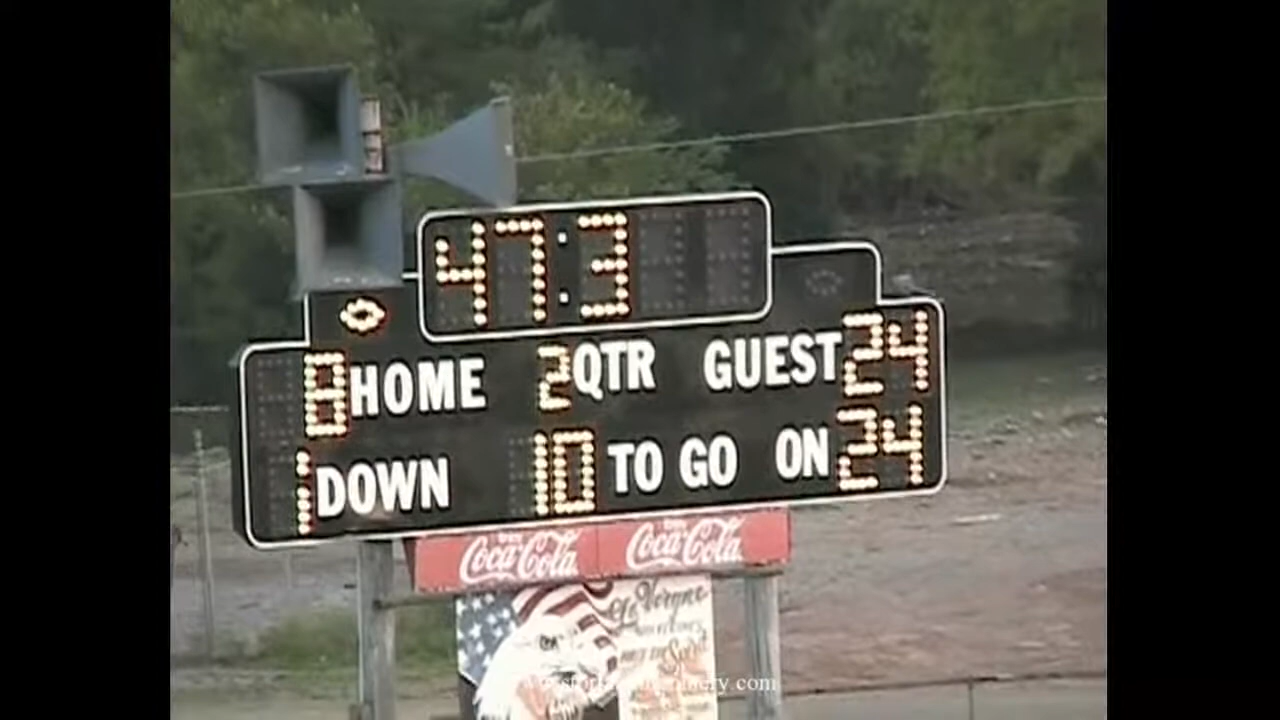 47:3
8 HOME 2 QTR GUEST 24
1 DOWN 10 TO GO ON 24
Coca-Cola Coca-Cola